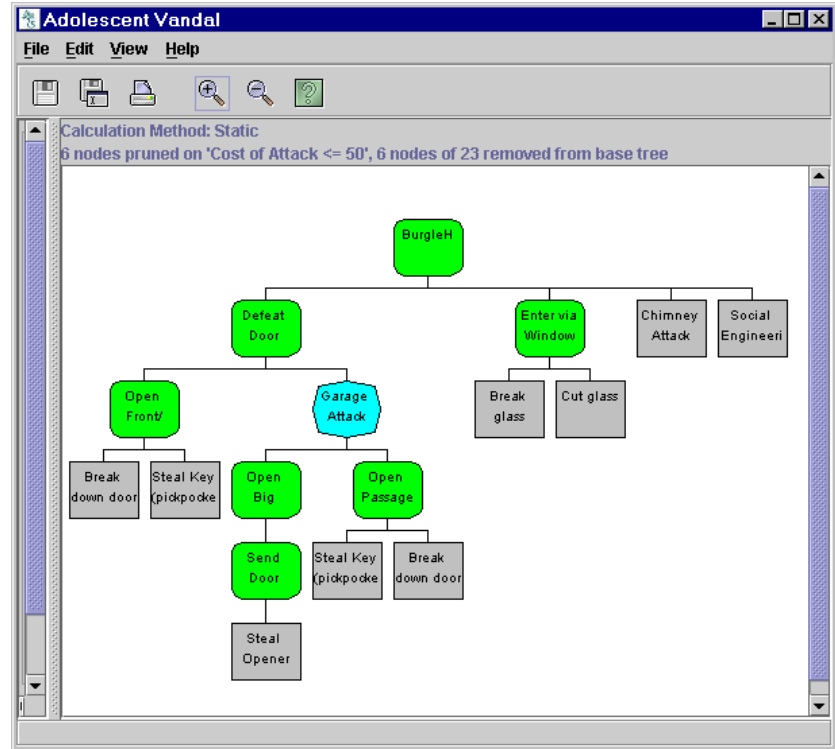 Adolescent Vandal
File Edit View Help
Calculation Method: Static
6 nodes pruned on 'Cost of Attack <= 50', 6 nodes of 23 removed from base tree
BurgleH
Defeat
Door
Enter via
Window
Chimney
Attack
Social
Engineeri
Open
Front/
Garage
Attack
Break
glass
Cut glass
Break
down door
Steal Key
(pickpocke
Open
Big
Open
Passage
Send
Door
Steal Key
(pickpocke
Break
down door
Steal
Opener